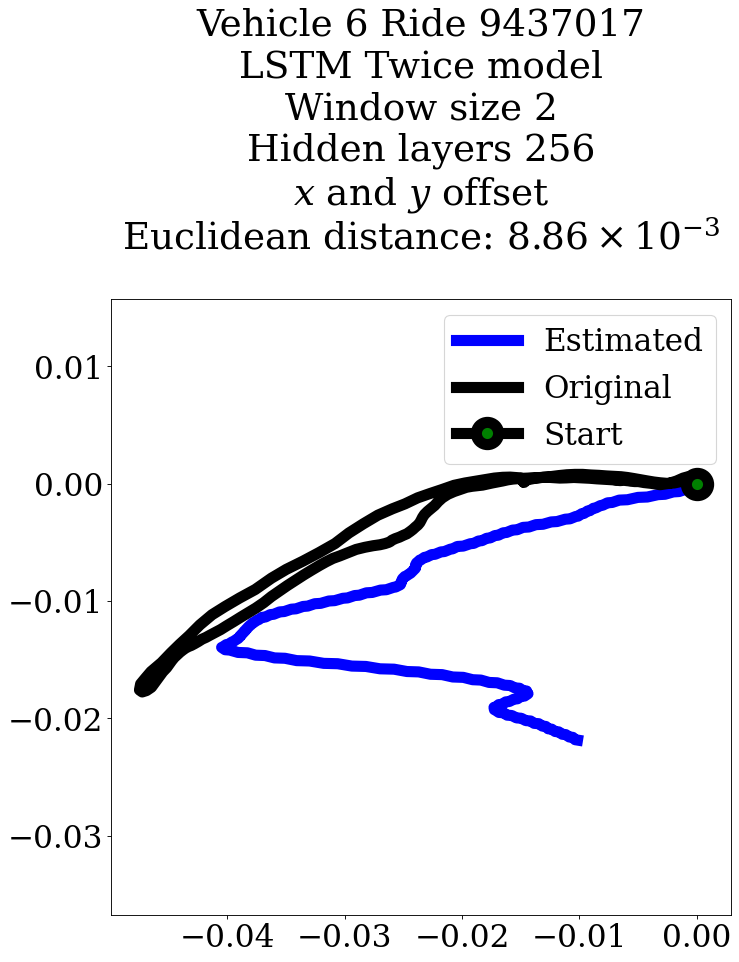 Vehicle 6 Ride 9437017
LSTM Twice model
Window size 2
Hidden layers 256
x and y offset
Euclidean distance: 8.86 × 10⁻³
Estimated
Original
Start
0.01
0.00
−0.01
−0.02
−0.03
−0.04 −0.03 −0.02 −0.01 0.00